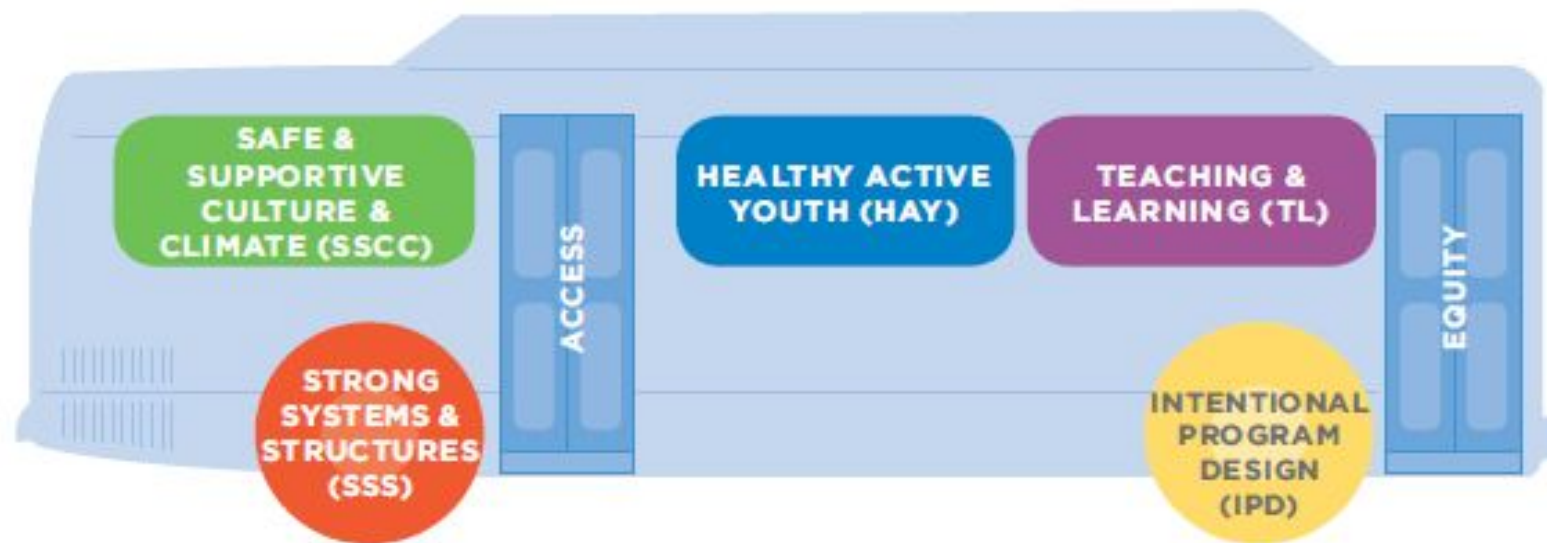 SAFE &
SUPPORTIVE
CULTURE &
CLIMATE (SSCC)
ACCESS
HEALTHY ACTIVE
YOUTH (HAY)
TEACHING &
LEARNING (TL)
EQUITY
STRONG
SYSTEMS &
STRUCTURES
(SSS)
INTENTIONAL
PROGRAM
DESIGN
(IPD)